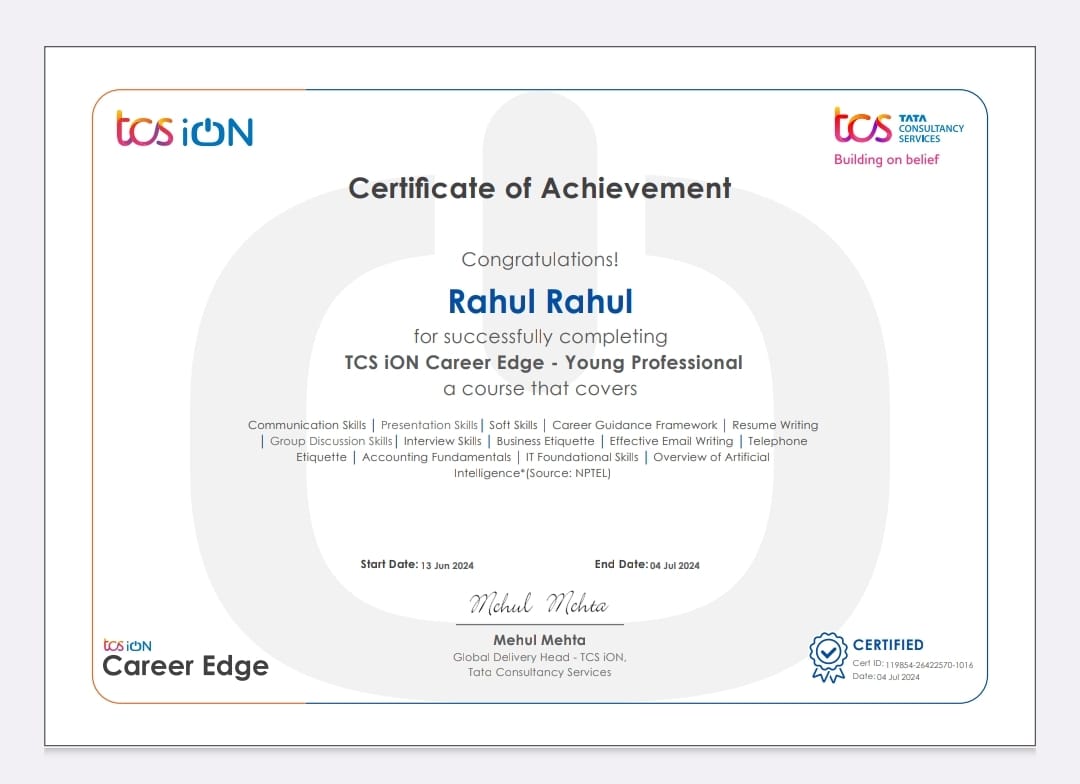 tcs iON
tcs TATA
CONSULTANCY
SERVICES
Building on belief
Certificate of Achievement
Congratulations!
Rahul Rahul
for successfully completing
TCS iON Career Edge - Young Professional
a course that covers
Communication Skills | Presentation Skills | Soft Skills | Career Guidance Framework | Resume Writing
| Group Discussion Skills | Interview Skills | Business Etiquette | Effective Email Writing | Telephone
Etiquette | Accounting Fundamentals | IT Foundational Skills | Overview of Artificial
Intelligence*(Source: NPTEL)
Start Date: 13 Jun 2024 End Date: 04 Jul 2024
Mehul Mehta
Mehul Mehta
Global Delivery Head - TCS iON,
Tata Consultancy Services
tcs iON
Career Edge
CERTIFIED
Cert ID: 119854-26422570-1016
Date: 04 Jul 2024